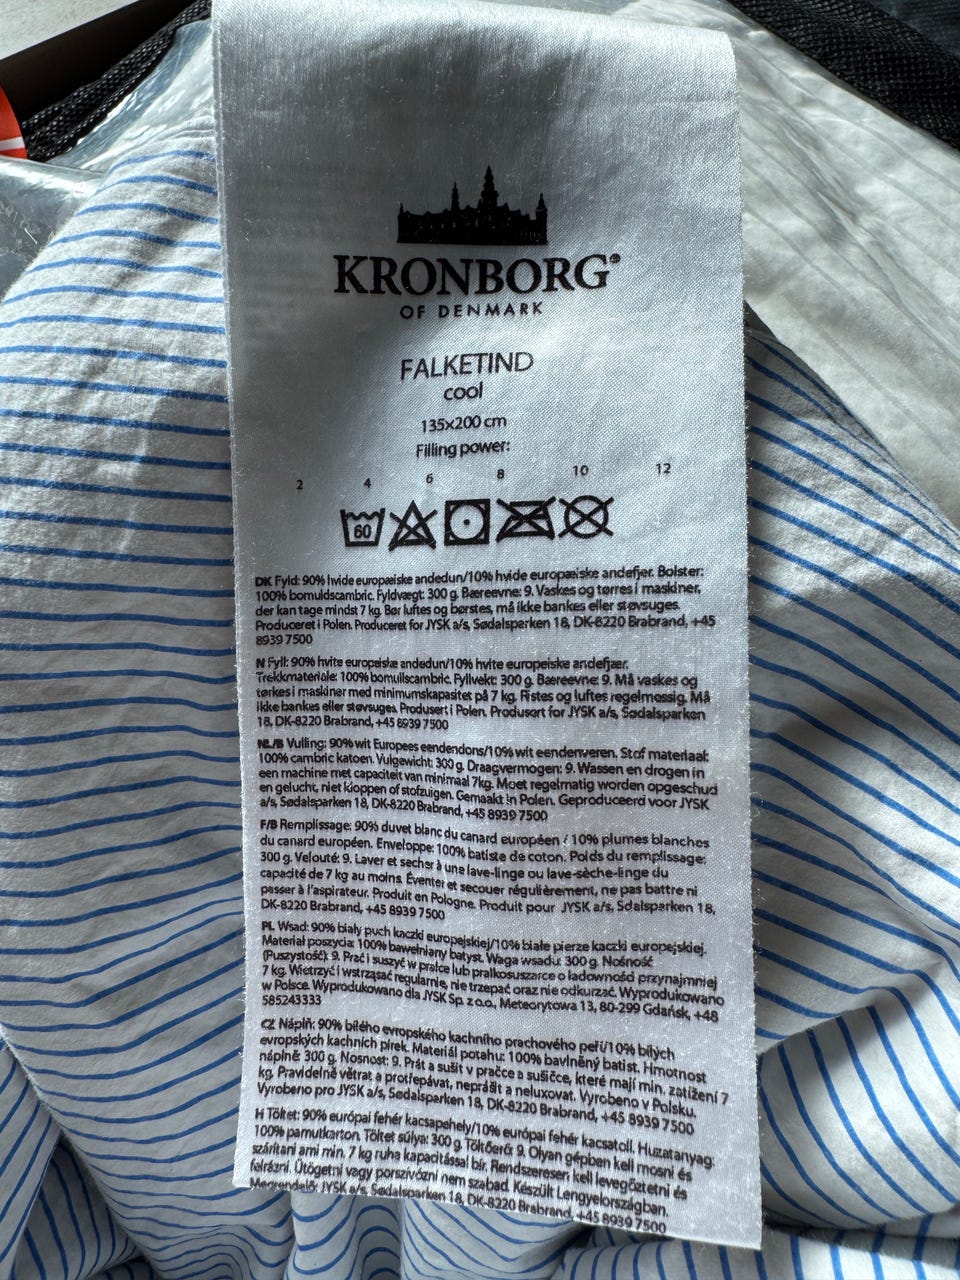 KRONBORG®
OF DENMARK
FALKETIND
cool
135x200 cm
Filling power:
2 4 6 8 10 12
60
DK Fyld: 90% hvide europæiske andedun/10% hvide europæiske andefjer. Bolster:
100% bomuldscambric. Fyldvægt: 300 g. Bæreevne: 9. Vaskes og tørres i maskiner,
der kan tage mindst 7 kg. Bør luftes og børstes, må ikke bankes eller støvsuges.
Produceret i Polen. Produceret for JYSK a/s, Sødalsparken 18, DK-8220 Brabrand, +45
8939 7500
N Fyll: 90% hvite europeiske andedun/10% hvite europeiske andefjær.
Trekkmateriale: 100% bomullscambric. Fyllvekt: 300 g. Bæreevne: 9. Må vaskes og
tørkes i maskiner med minimumskapasitet på 7 kg. Ristes og luftes regelmessig. Må
ikke bankes eller støvsuges. Produsert i Polen. Produsert for JYSK a/s, Sødalsparken
18, DK-8220 Brabrand, +45 8939 7500
NL/B Vulling: 90% wit Europees eendendons/10% wit eendenveren. Stof materiaal:
100% cambric katoen. Vulgewicht: 300 g. Draagvermogen: 9. Wassen en drogen in
een machine met capaciteit van minimaal 7kg. Moet regelmatig worden opgeschud
en gelucht, niet kloppen of stofzuigen. Gemaakt in Polen. Geproduceerd voor JYSK
a/s, Sødalsparken 18, DK-8220 Brabrand, +45 8939 7500
F/B Remplissage: 90% duvet blanc du canard européen / 10% plumes blanches
du canard européen. Enveloppe: 100% batiste de coton. Poids du remplissage:
300 g. Velouté: 9. Laver et secher à une lave-linge ou lave-sèche-linge du
capacité de 7 kg au moins. Éventer et secouer régulièrement, ne pas battre ni
passer à l'aspirateur. Produit en Pologne. Produit pour JYSK a/s, Sdalsparken 18,
DK-8220 Brabrand, +45 8939 7500
PL Wsad: 90% biały puch kaczki europejskiej/10% białe pierze kaczki europejskiej.
Materiał poszycia: 100% bawełniany batyst. Waga wsadu: 300 g. Nośność
(Puszystość): 9. Prać i suszyć w pralce lub pralkosuszarce o ładowności przynajmniej
7 kg. Wietrzyć i wstrząsać regularnie, nie trzepać oraz nie odkurzać. Wyprodukowano
w Polsce. Wyprodukowano dla JYSK Sp. z o.o., Meteorytowa 13, 80-299 Gdańsk, +48
585243333
CZ Náplň: 90% bílého evropského kachního prachového peří/10% bílých
evropských kachních pírek. Materiál potahu: 100% bavlněný batist. Hmotnost
náplně: 300 g. Nosnost: 9. Prát a sušit v pračce a sušičce, které mají min. zatížení 7
kg. Pravidelně větrat a protřepávat, neprášit a neluxovat. Vyrobeno v Polsku.
Vyrobeno pro JYSK a/s, Sødalsparken 18, DK-8220 Brabrand, +45 8939 7500
H Töltet: 90% európai fehér kacsapehely/10% európai fehér kacsatoll. Huzatanyag:
100% pamutkarton. Töltet súlya: 300 g. Töltőerő: 9. Olyan gépben kell mosni és
szárítani ami min. 7 kg ruha kapacitással bír. Rendszeresen kell levegőztetni és
felrázni. Ütögetni vagy porszívózni nem szabad. Készült Lengyelországban.
Megrendelő: JYSK a/s, Sødalsparken 18, DK-8220 Brabrand, +45 8939 7500